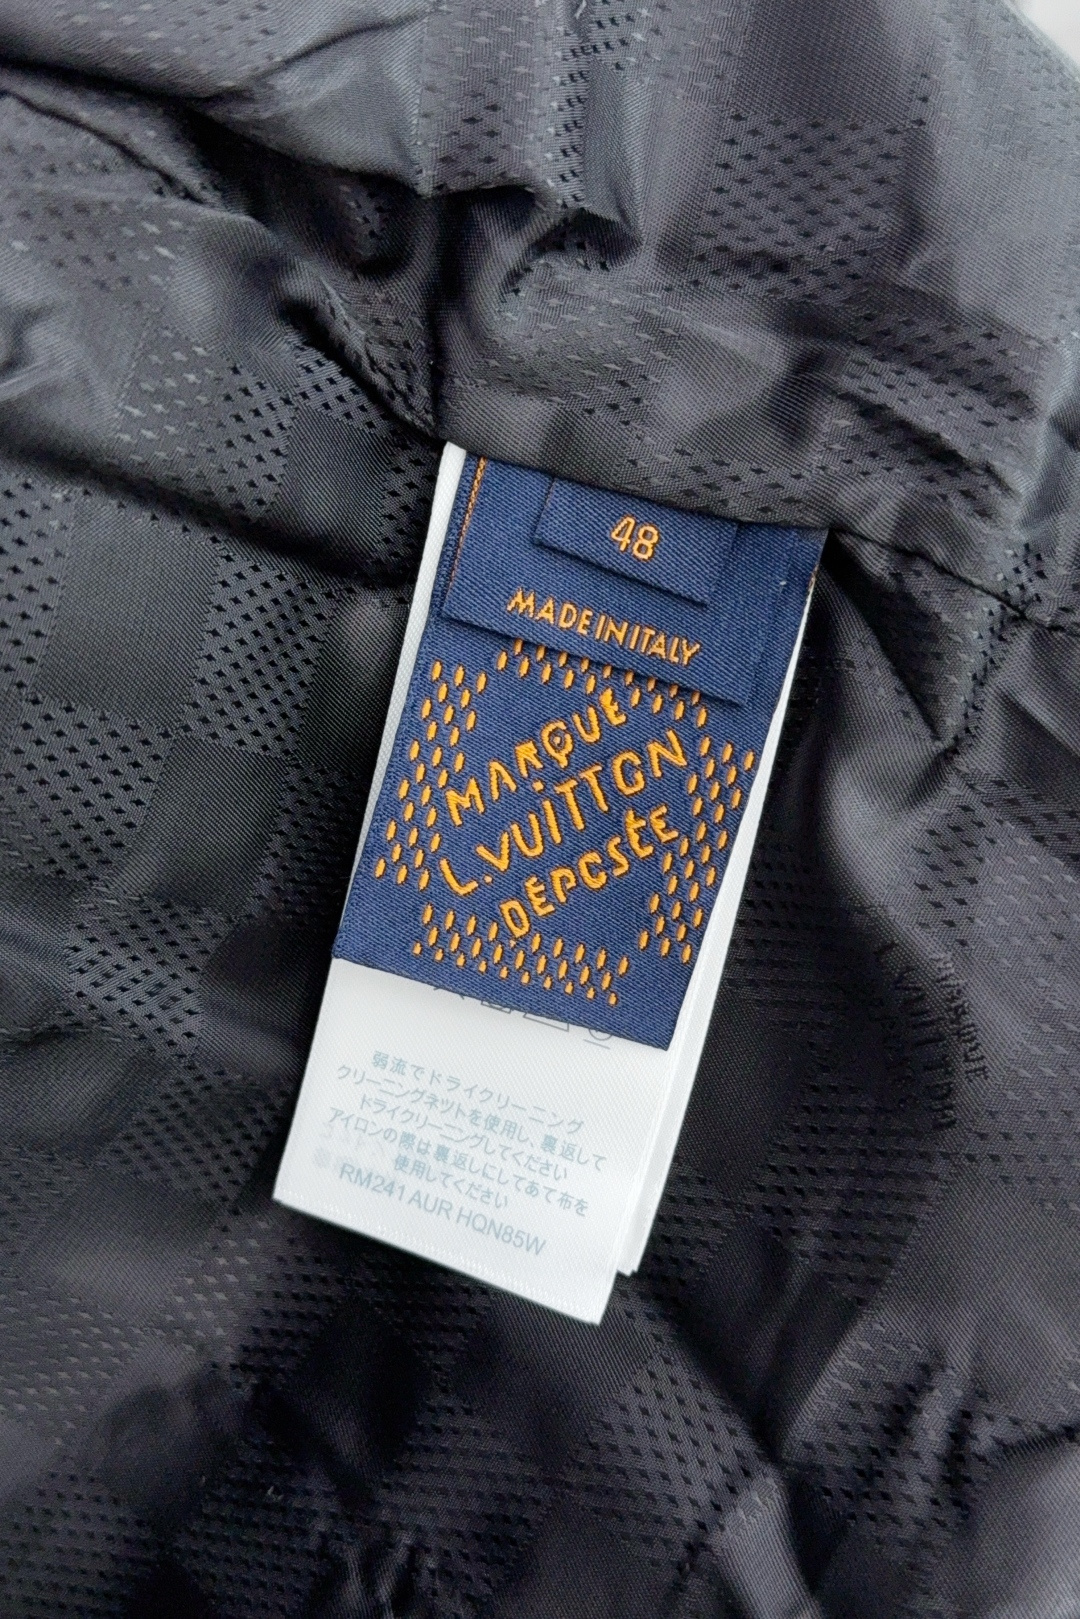 48
MADE IN ITALY
MARQUE
L.VUITTON
DEPOSÉE
弱流でドライクリーニング
クリーニングネットを使用し、裏返して
ドライクリーニングしてください
アイロンの際は裏返しにしてあて布を
使用してください
RM241 AUR HQN85W